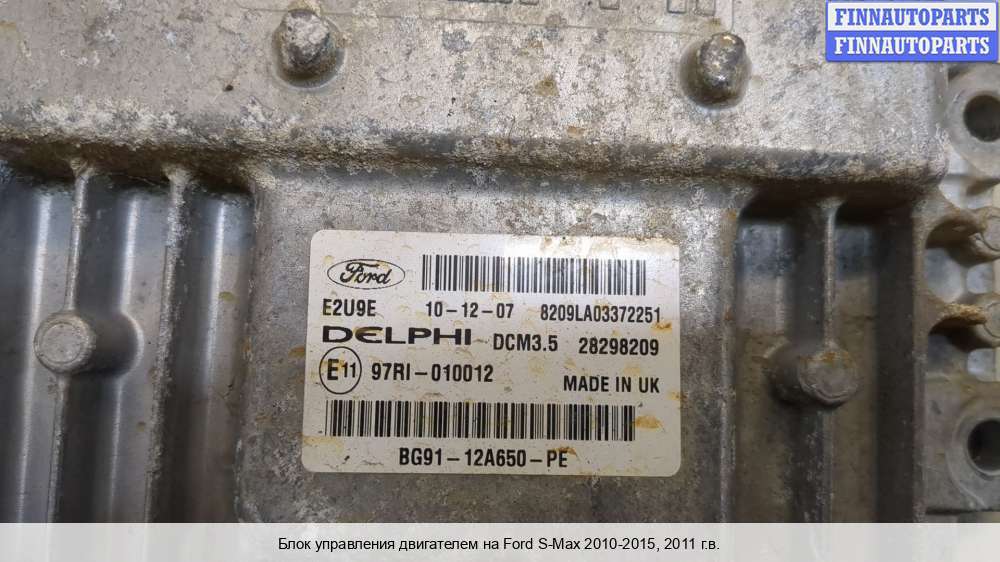 FINNAUTOPARTS
FINNAUTOPARTS
Ford
E2U9E 10-12-07 8209LA03372251
DELPHI DCM3.5 28298209
E11 97RI-010012 MADE IN UK
BG91-12A650-PE
Блок управления двигателем на Ford S-Max 2010-2015, 2011 г.в.